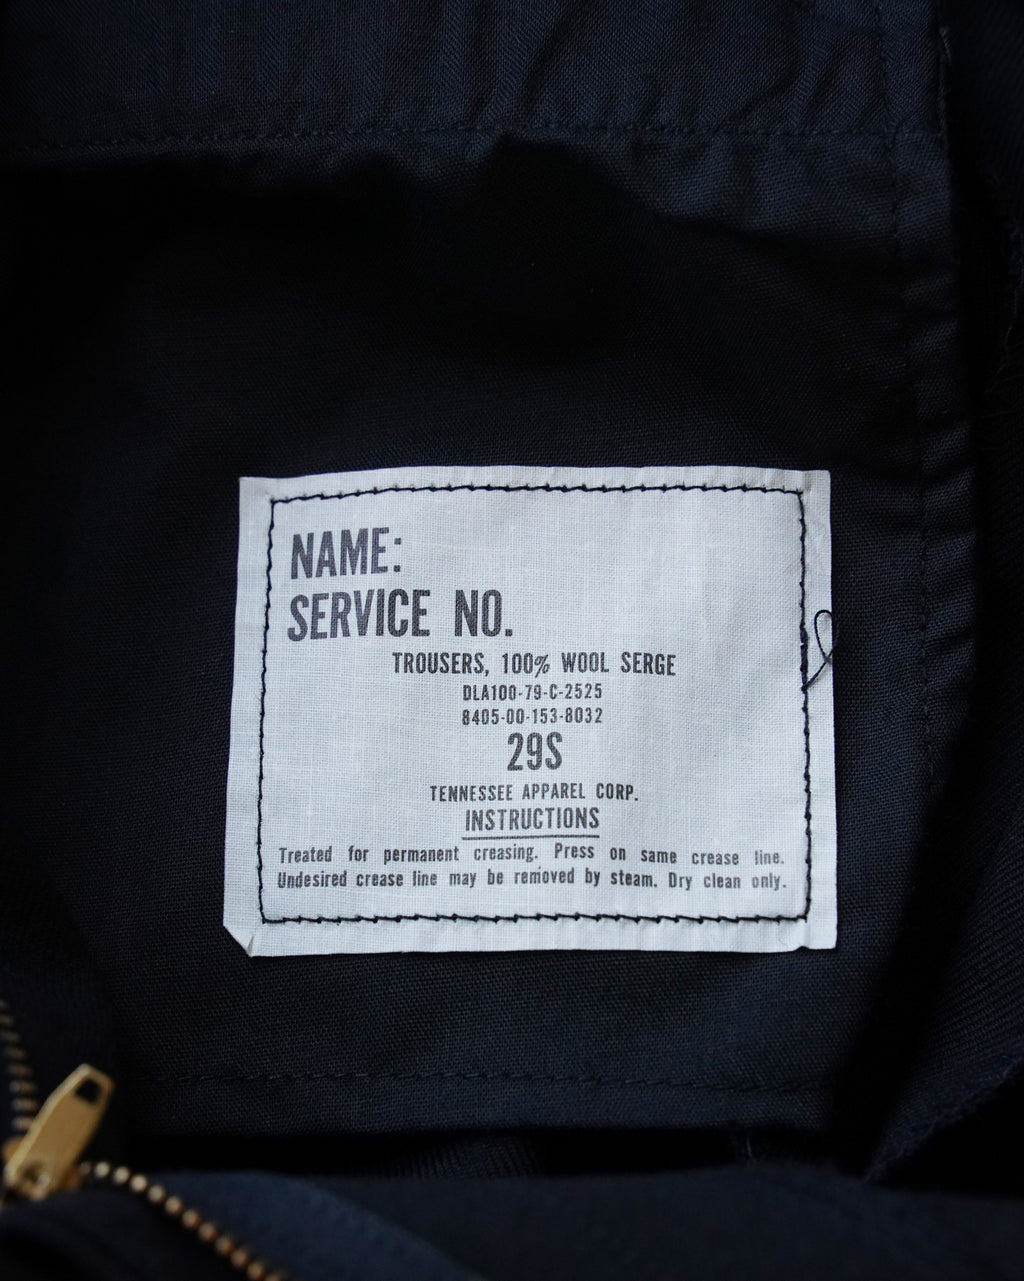 NAME:
SERVICE NO.
TROUSERS, 100% WOOL SERGE
DLA100-79-C-2525
8405-00-153-8032
29S
TENNESSEE APPAREL CORP.
INSTRUCTIONS
Treated for permanent creasing. Press on same crease line.
Undesired crease line may be removed by steam. Dry clean only.